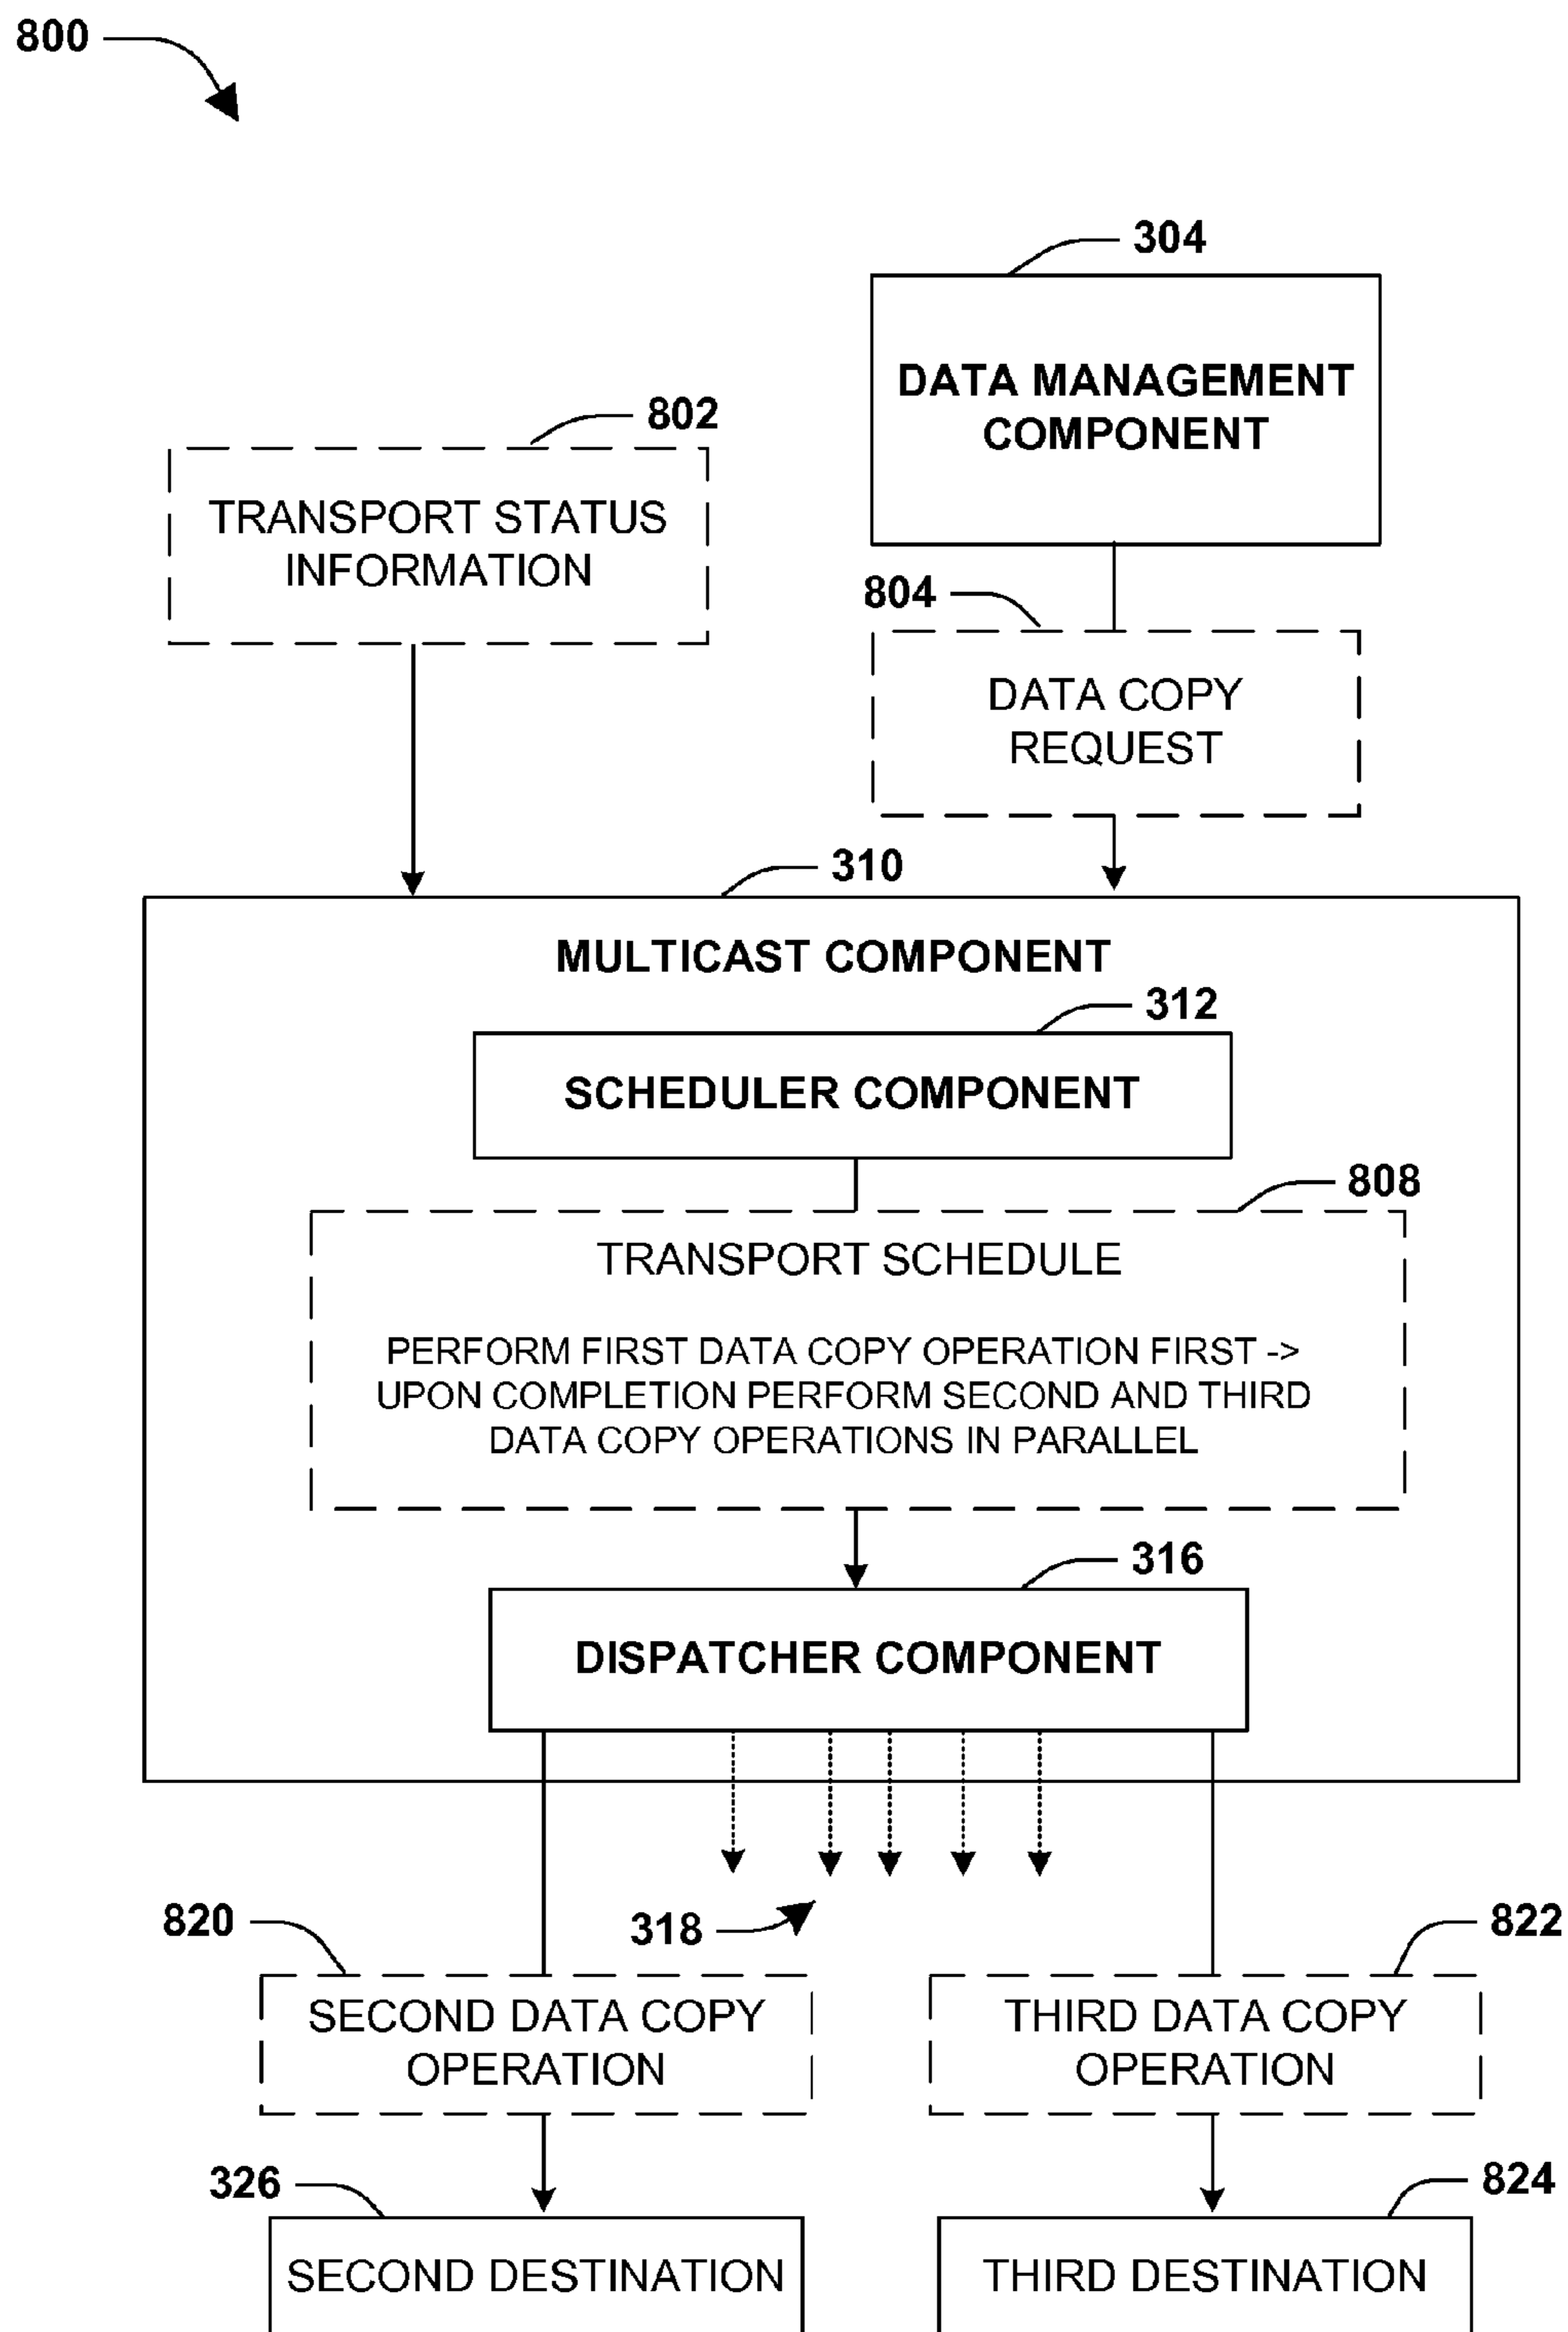 800
304
DATA MANAGEMENT
COMPONENT
802
TRANSPORT STATUS
INFORMATION
804
DATA COPY
REQUEST
310
MULTICAST COMPONENT
312
SCHEDULER COMPONENT
808
TRANSPORT SCHEDULE
PERFORM FIRST DATA COPY OPERATION FIRST ->
UPON COMPLETION PERFORM SECOND AND THIRD
DATA COPY OPERATIONS IN PARALLEL
316
DISPATCHER COMPONENT
820
318
822
SECOND DATA COPY
OPERATION
THIRD DATA COPY
OPERATION
326
824
SECOND DESTINATION
THIRD DESTINATION